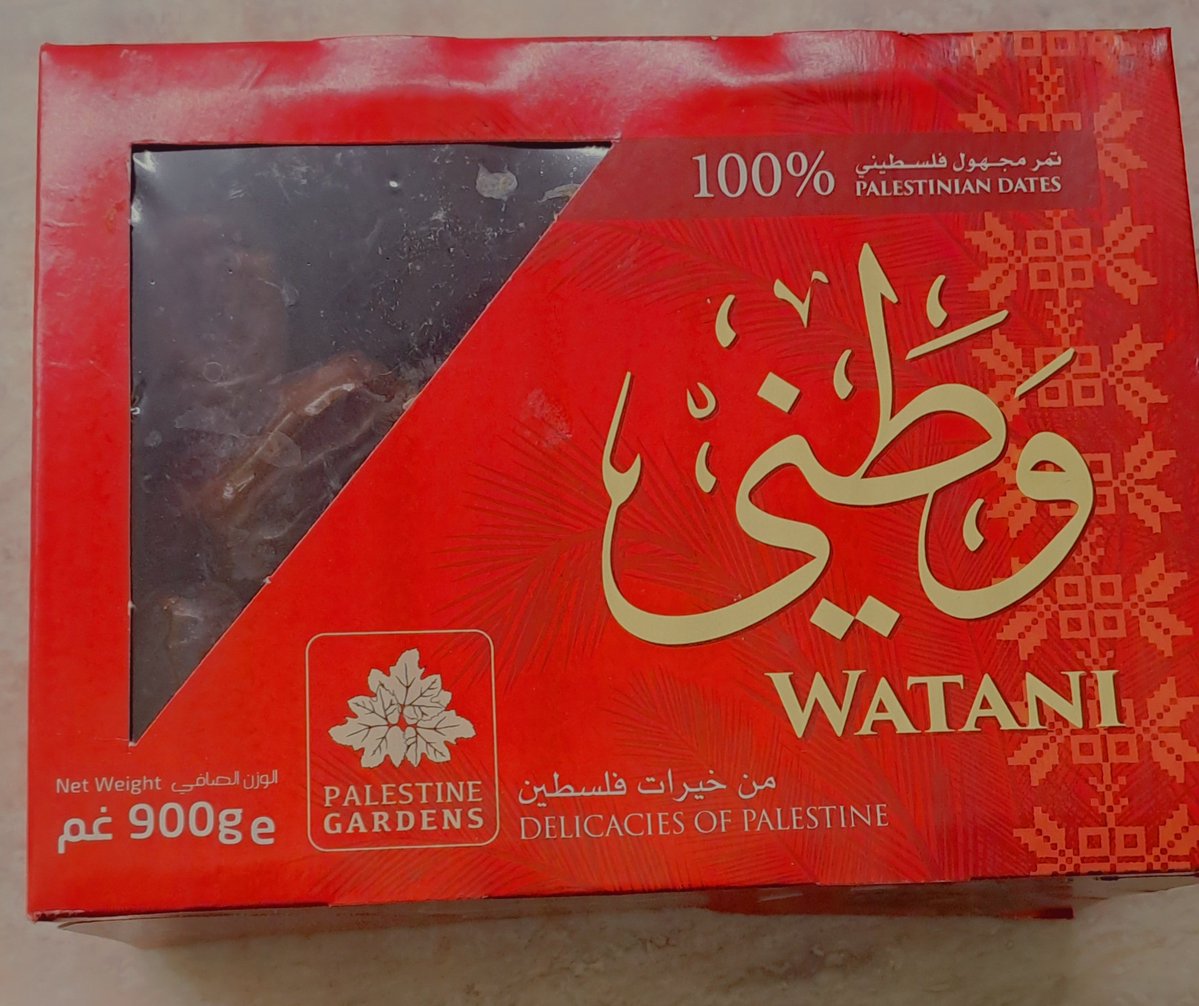 100%
تمر مجهول فلسطيني
PALESTINIAN DATES
وطني
WATANI
Net Weight الوزن الصافي
900g e غم
PALESTINE
GARDENS
من خيرات فلسطين
DELICACIES OF PALESTINE